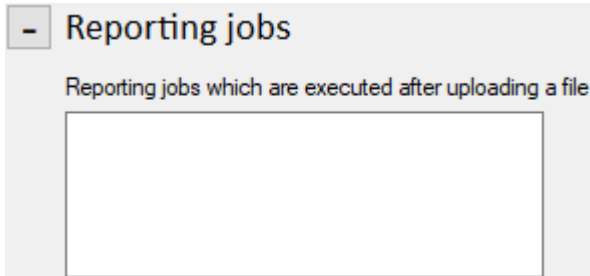 - Reporting jobs
Reporting jobs which are executed after uploading a file